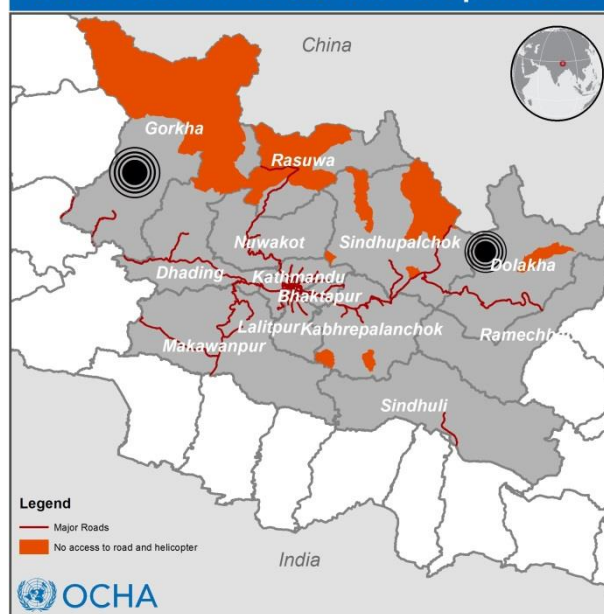 China
Gorkha
Rasuwa
Nuwakot
Sindhupalchok
Dolakha
Dhading
Kathmandu
Bhaktapur
Lalitpur
Kabhrepalanchok
Makawanpur
Sindhuli
Legend
Major Roads
No access to road and helicopter
India
OCHA